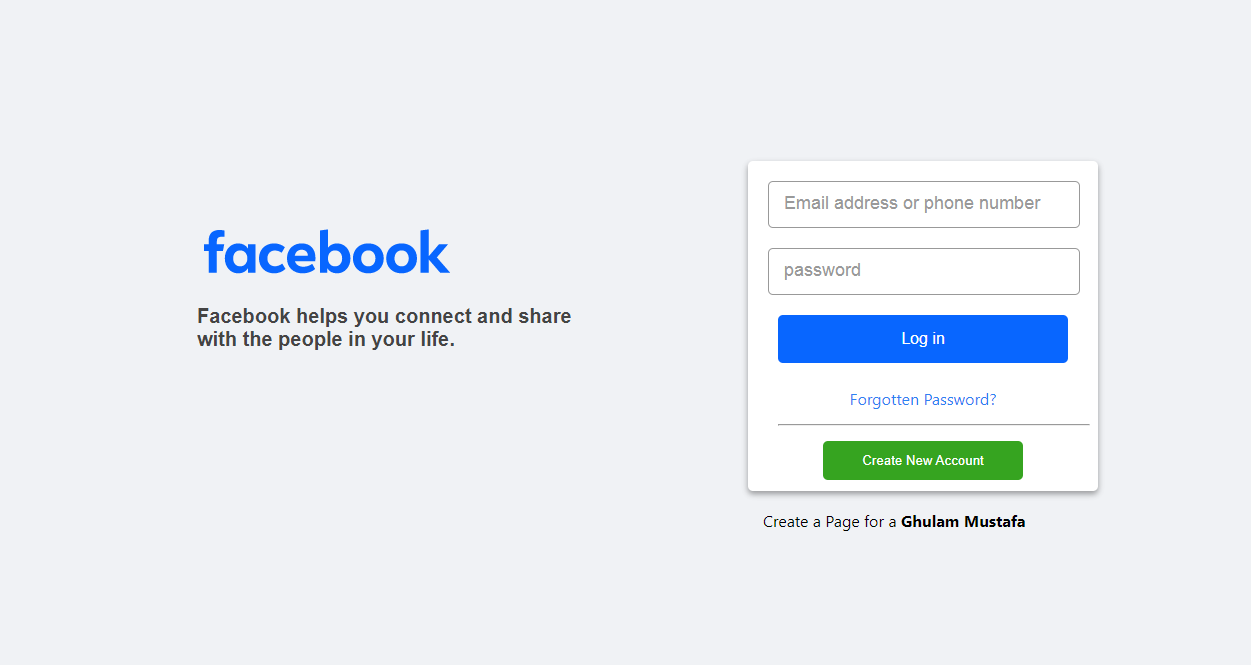 facebook
Facebook helps you connect and share
with the people in your life.
Email address or phone number
password
Log in
Forgotten Password?
Create New Account
Create a Page for a Ghulam Mustafa